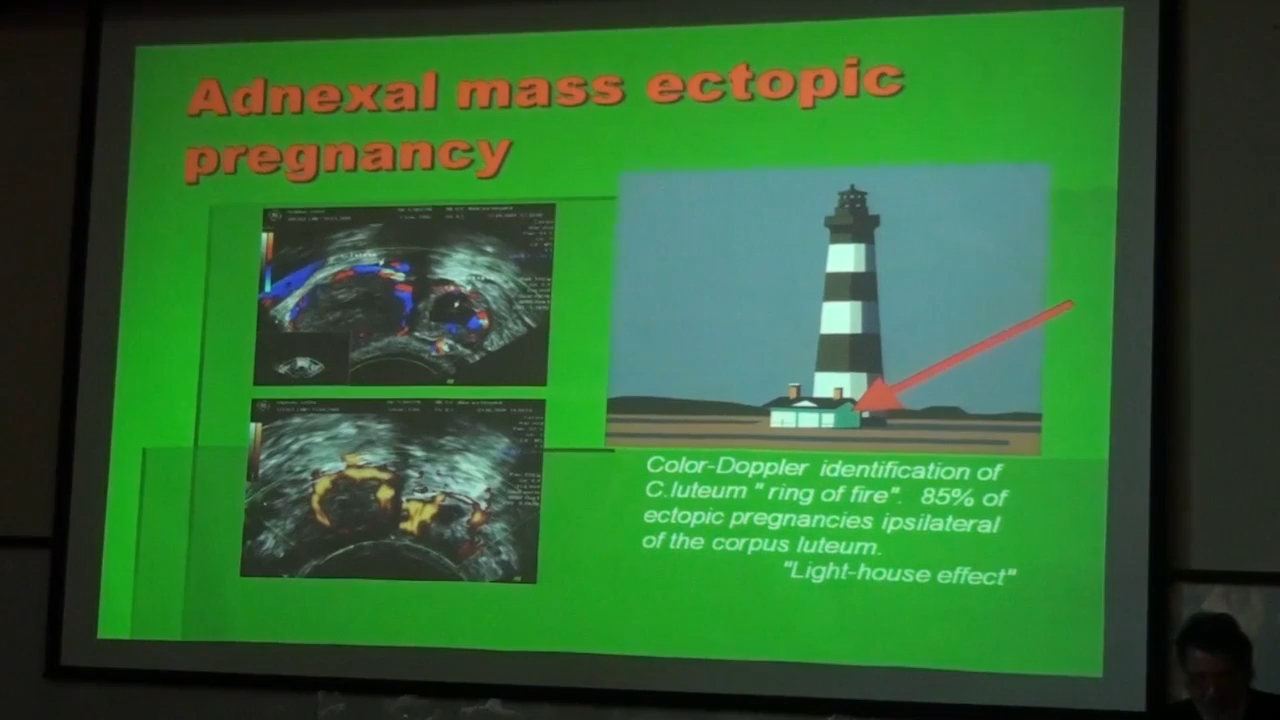 Adnexal mass ectopic
pregnancy
Color-Doppler identification of
C.luteum " ring of fire". 85% of
ectopic pregnancies ipsilateral
of the corpus luteum.
"Light-house effect"